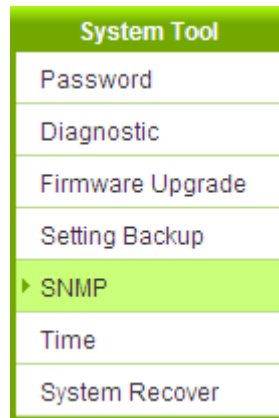 System Tool
Password
Diagnostic
Firmware Upgrade
Setting Backup
SNMP
Time
System Recover